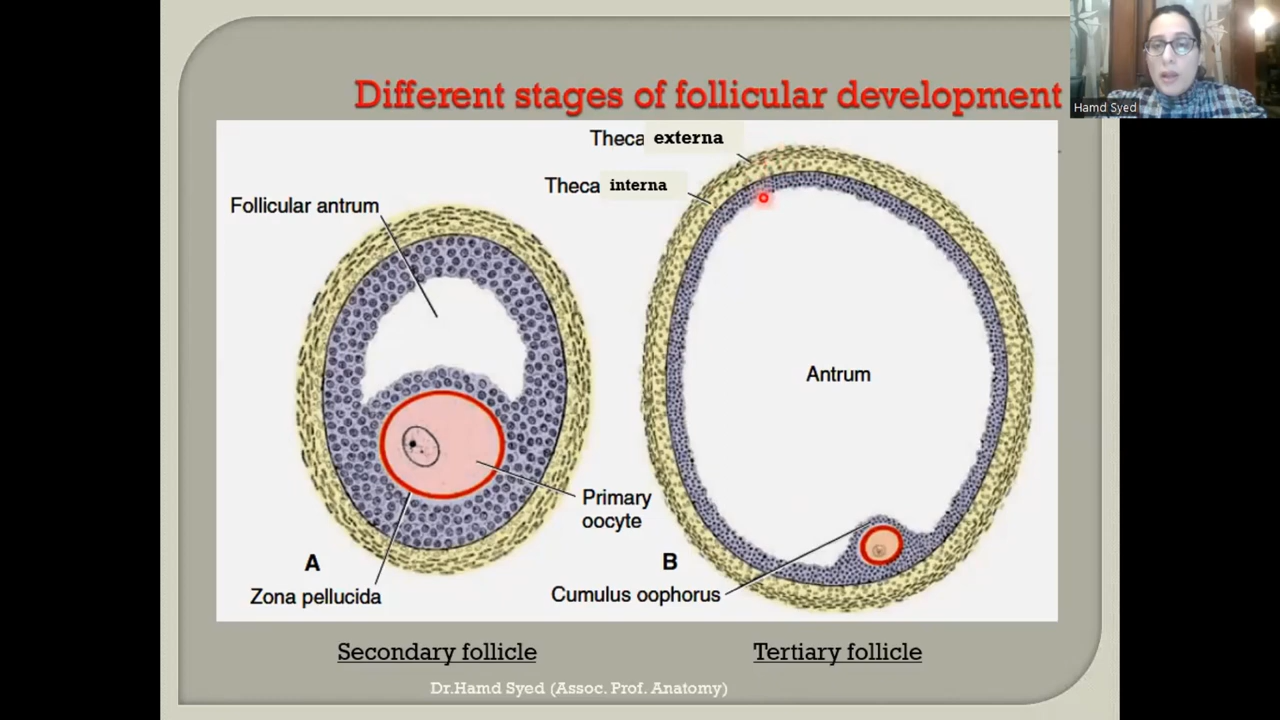 Different stages of follicular development
Hamd Syed
Theca externa
Theca interna
Follicular antrum
Antrum
Primary
oocyte
A
B
Zona pellucida
Cumulus oophorus
Secondary follicle
Tertiary follicle
Dr.Hamd Syed (Assoc. Prof. Anatomy)